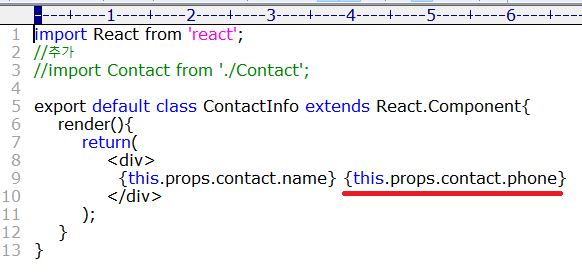 ----+----1----+----2----+----3----+----4----+----5----+----6----+---
1 import React from 'react';
2 //추가
3 //import Contact from './Contact';
4
5 export default class ContactInfo extends React.Component{
6     render(){
7         return(
8             <div>
9               {this.props.contact.name} {this.props.contact.phone}
10             </div>
11         );
12     }
13 }